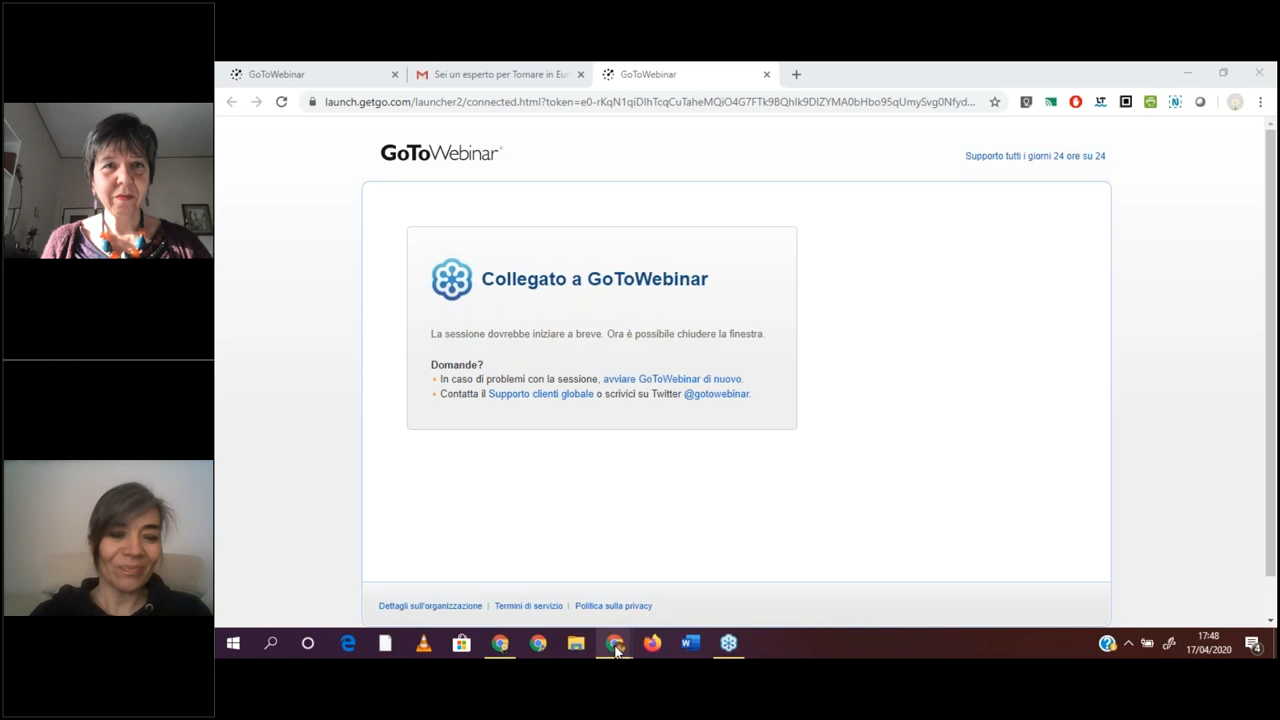 GoToWebinar
Sei un esperto per Tornare in Eur
GoToWebinar
launch.getgo.com/launcher2/connected.html?token=
GoToWebinar
Supporto tutti i giorni 24 ore su 24
Collegato a GoToWebinar
La sessione dovrebbe iniziare a breve. Ora è possibile chiudere la finestra.
Domande?
• In caso di problemi con la sessione, avviare GoToWebinar di nuovo.
• Contatta il Supporto clienti globale o scrivici su Twitter @gotowebinar.
Dettagli sull'organizzazione | Termini di servizio | Politica sulla privacy
17:48
17/04/2020
4